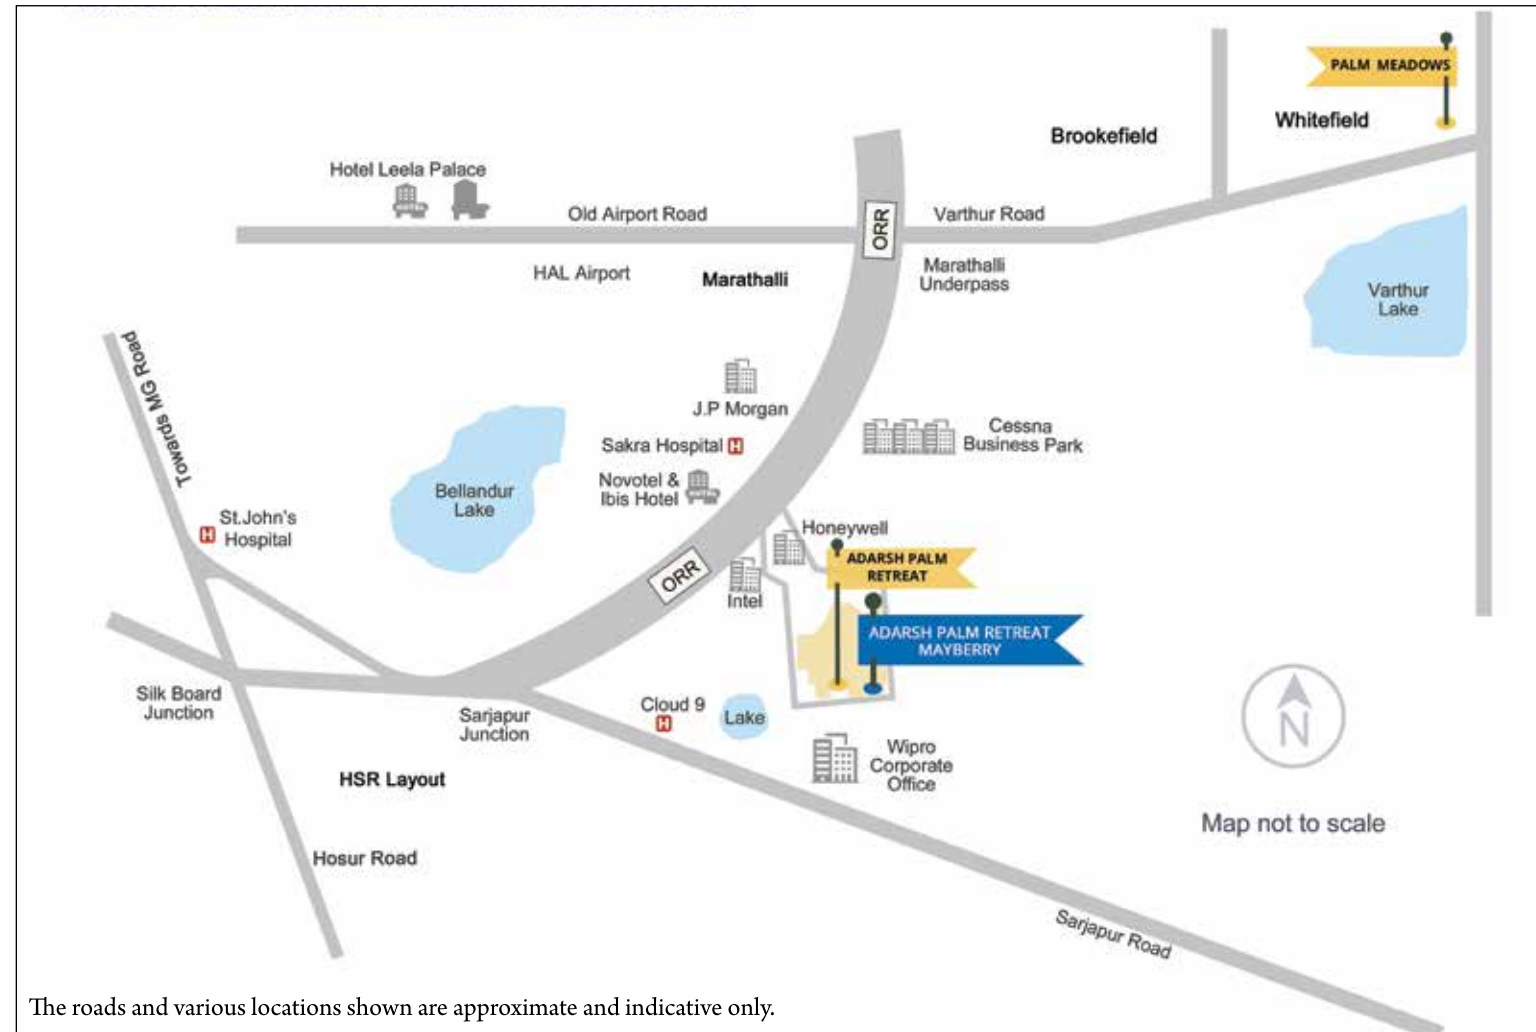 PALM MEADOWS
Whitefield
Brookefield
Hotel Leela Palace
HOTEL
Old Airport Road
ORR
Varthur Road
HAL Airport
Marathalli
Marathalli
Underpass
Varthur
Lake
Towards MG Road
J.P Morgan
Sakra Hospital H
Novotel &
Ibis Hotel
Cessna
Business Park
Bellandur
Lake
H
St.John's
Hospital
Honeywell
ADARSH PALM
RETREAT
ORR
Intel
ADARSH PALM RETREAT
MAYBERRY
Silk Board
Junction
Sarjapur
Junction
Cloud 9
H
Lake
Wipro
Corporate
Office
N
HSR Layout
Map not to scale
Hosur Road
Sarjapur Road
The roads and various locations shown are approximate and indicative only.